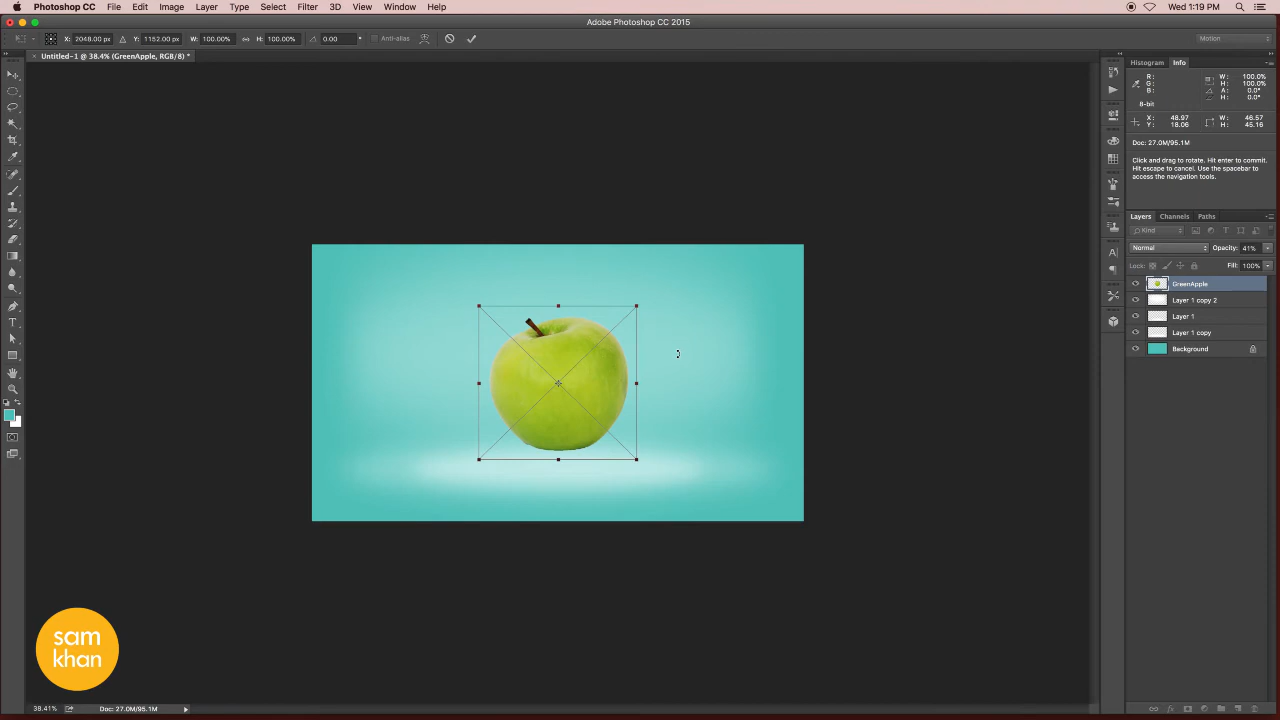 Photoshop CC File Edit Image Layer Type Select Filter 3D View Window Help Wed 1:19 PM
Adobe Photoshop CC 2015
X: 2048.00 px Y: 1152.00 px W: 100.00% H: 100.00% 0.00 Anti-alias Motion
Untitled-1 @ 38.4% (GreenApple, RGB/8) *
Histogram Info
R: W: 100.0%
G: H: 100.0%
B: A: 0.0°
H: 0.0°
8-bit
X: 48.97 W: 46.57
Y: 18.06 H: 45.16
Doc: 27.0M/95.1M
Click and drag to rotate. Hit enter to commit.
Hit escape to cancel. Use the spacebar to
access the navigation tools.
Layers Channels Paths
Kind
Normal Opacity: 41%
Lock: Fill: 100%
GreenApple
Layer 1 copy 2
Layer 1
Layer 1 copy
Background
sam
khan
38.41% Doc: 27.0M/95.1M